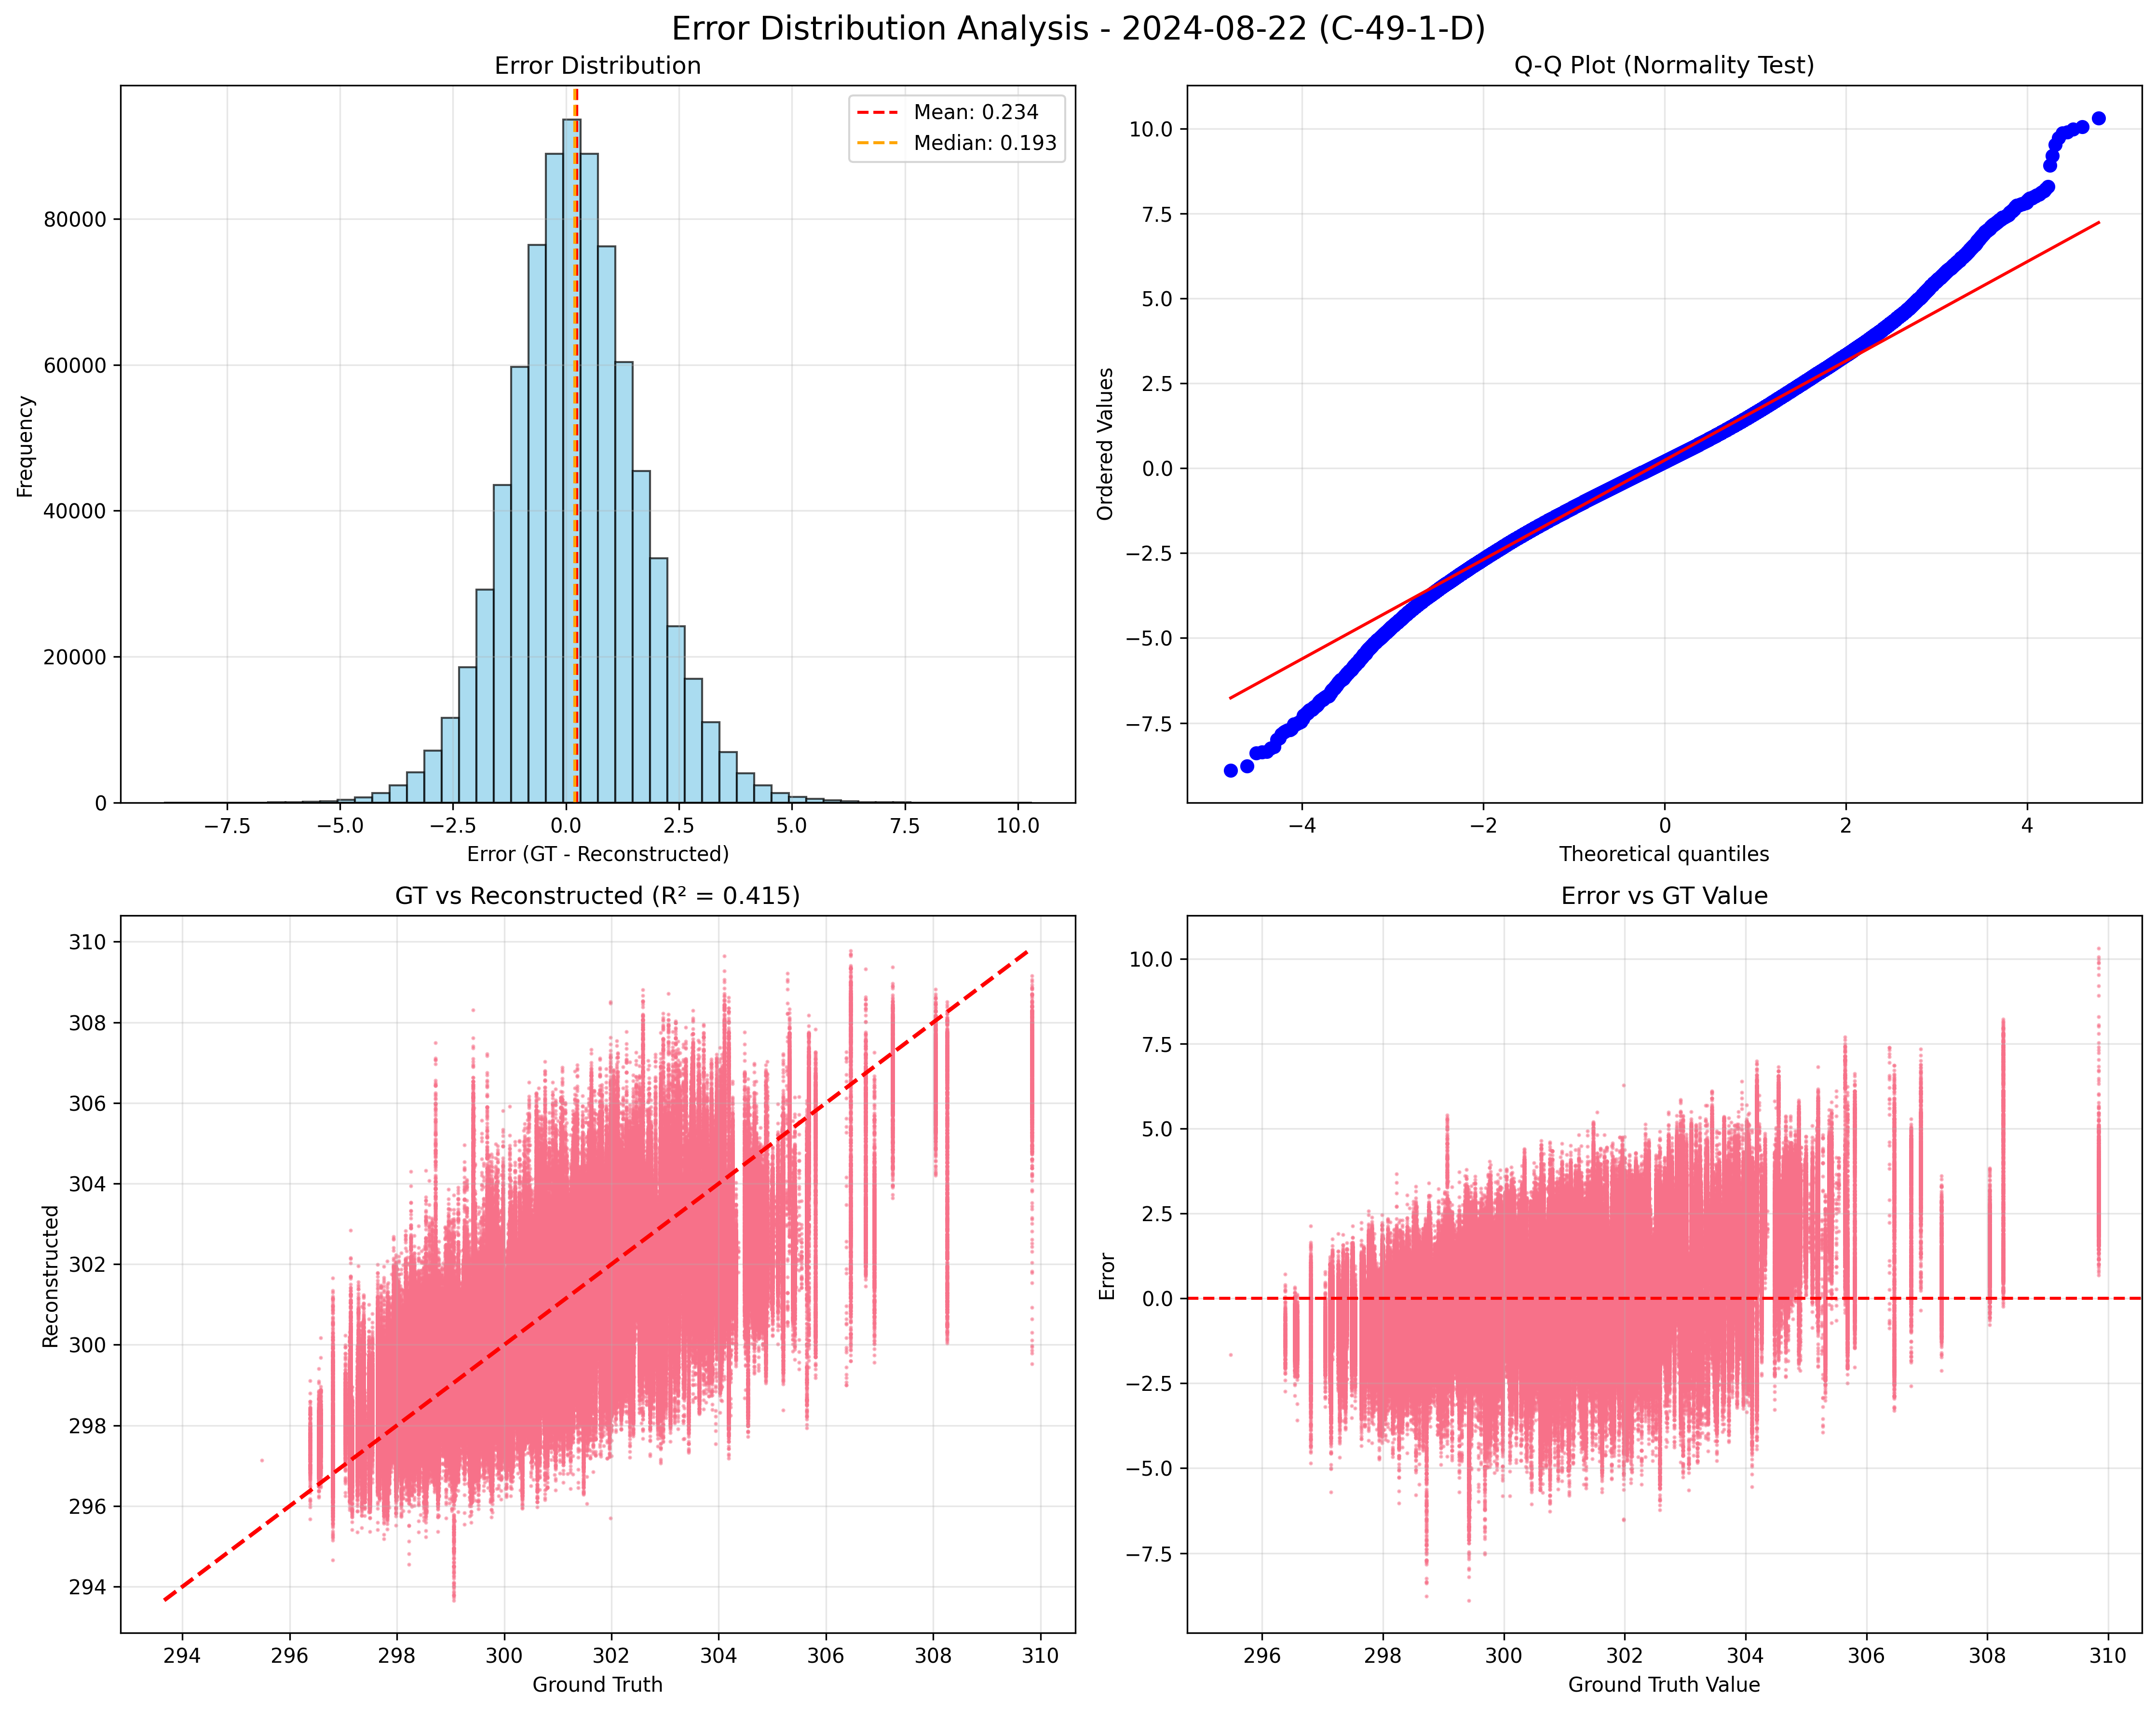 Error Distribution Analysis - 2024-08-22 (C-49-1-D)
Error Distribution
Mean: 0.234
Median: 0.193
Frequency
80000
60000
40000
20000
0
−7.5 −5.0 −2.5 0.0 2.5 5.0 7.5 10.0
Error (GT - Reconstructed)
Q-Q Plot (Normality Test)
Ordered Values
10.0
7.5
5.0
2.5
0.0
−2.5
−5.0
−7.5
−4 −2 0 2 4
Theoretical quantiles
GT vs Reconstructed (R² = 0.415)
Reconstructed
310
308
306
304
302
300
298
296
294
294 296 298 300 302 304 306 308 310
Ground Truth
Error vs GT Value
Error
10.0
7.5
5.0
2.5
0.0
−2.5
−5.0
−7.5
296 298 300 302 304 306 308 310
Ground Truth Value